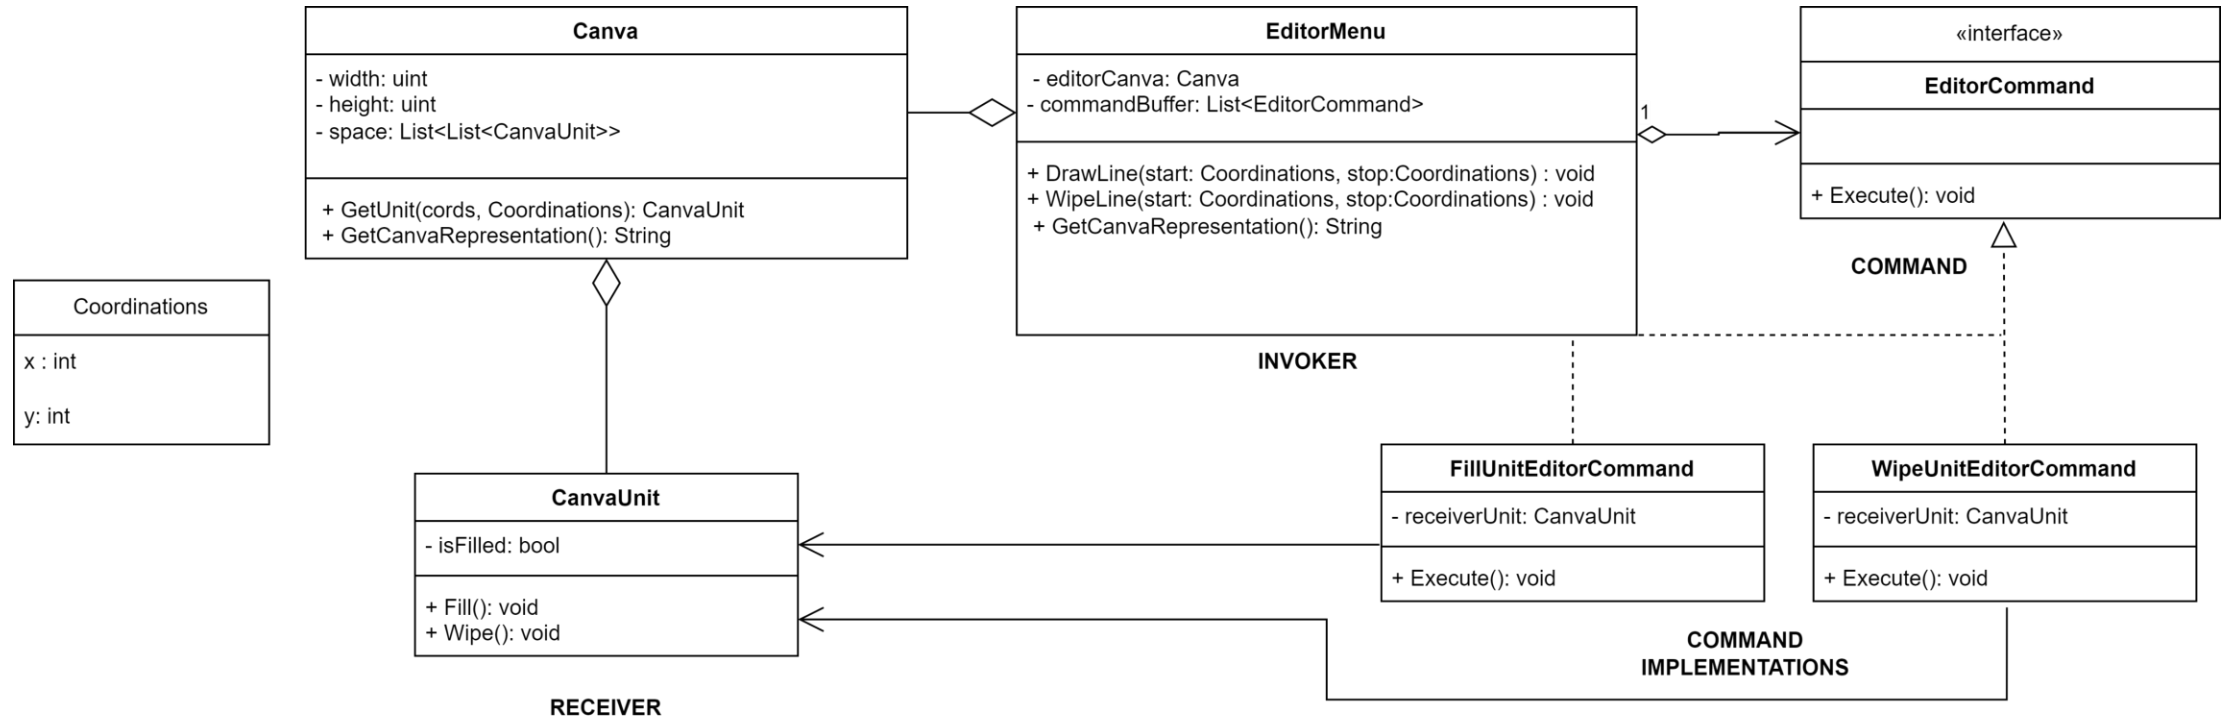 Canva
- width: uint
- height: uint
- space: List<List<CanvaUnit>>
+ GetUnit(cords, Coordinations): CanvaUnit
+ GetCanvaRepresentation(): String
EditorMenu
- editorCanva: Canva
- commandBuffer: List<EditorCommand>
+ DrawLine(start: Coordinations, stop:Coordinations) : void
+ WipeLine(start: Coordinations, stop:Coordinations) : void
+ GetCanvaRepresentation(): String
INVOKER
1
«interface»
EditorCommand
+ Execute(): void
COMMAND
Coordinations
x : int
y: int
CanvaUnit
- isFilled: bool
+ Fill(): void
+ Wipe(): void
RECEIVER
FillUnitEditorCommand
- receiverUnit: CanvaUnit
+ Execute(): void
WipeUnitEditorCommand
- receiverUnit: CanvaUnit
+ Execute(): void
COMMAND
IMPLEMENTATIONS